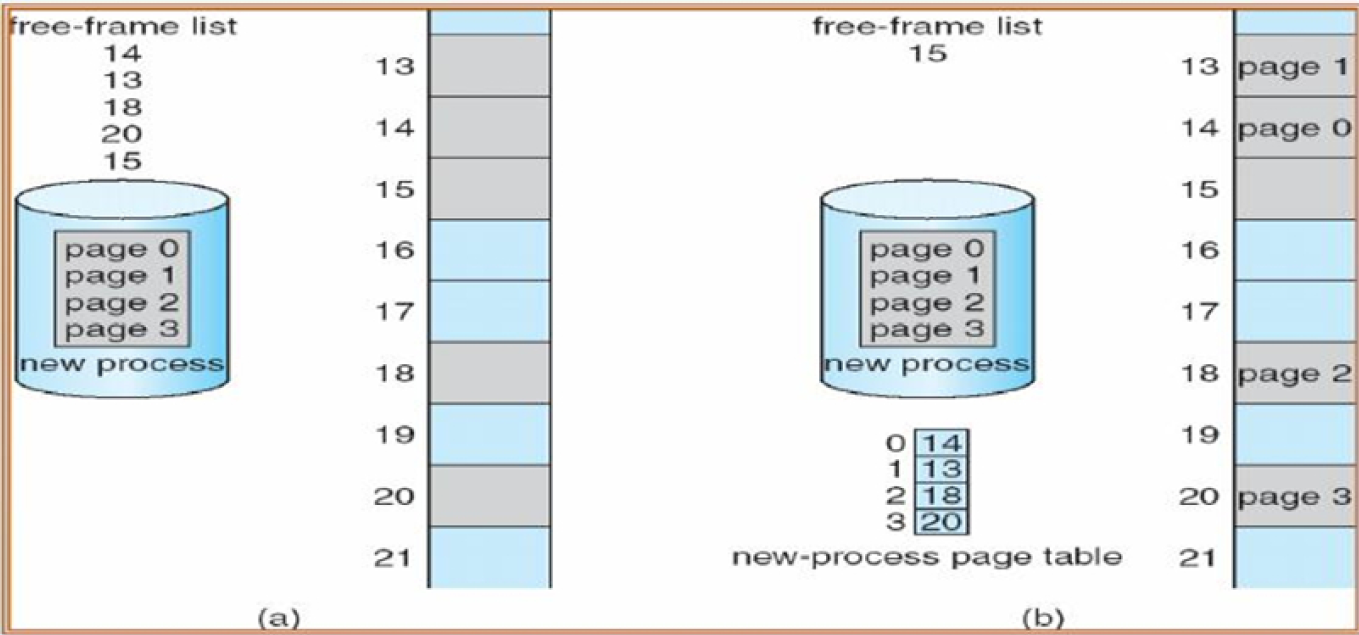 free-frame list
14
13
18
20
15
page 0
page 1
page 2
page 3
new process
13
14
15
16
17
18
19
20
21
(a)
free-frame list
15
page 0
page 1
page 2
page 3
new process
0 14
1 13
2 18
3 20
new-process page table
13 page 1
14 page 0
15
16
17
18 page 2
19
20 page 3
21
(b)